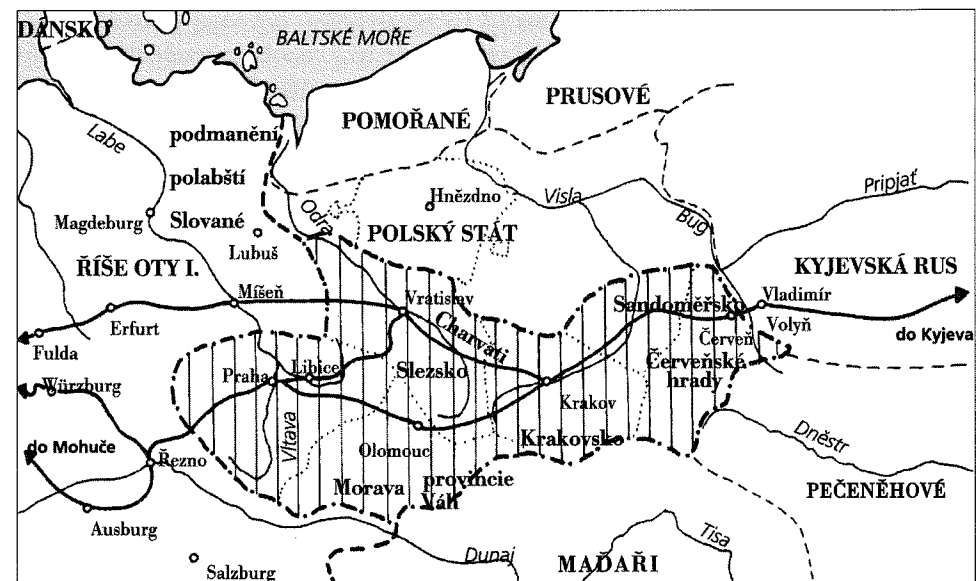 DÁNSKO
BALTSKÉ MOŘE
PRUSOVÉ
POMOŘANÉ
podmanění
polabští
Slované
Labe
Magdeburg
Lubuš
Odra
Hnězdno
Visla
Bug
Pripjať
POLSKÝ STÁT
ŘÍŠE OTY I.
KYJEVSKÁ RUS
Míšeň
Erfurt
Fulda
Vratislav
Charváti
Sandoměřsko
Vladimír
Volyň
do Kyjeva
Červeň
Červeňské
hrady
Würzburg
Praha
Libice
Slezsko
Krakov
do Mohuče
Řezno
Vltava
Olomouc
Krakovsko
Dněstr
Morava
provincie
Váh
PEČENĚHOVÉ
Ausburg
Salzburg
Dunaj
MAĎAŘI
Tisa